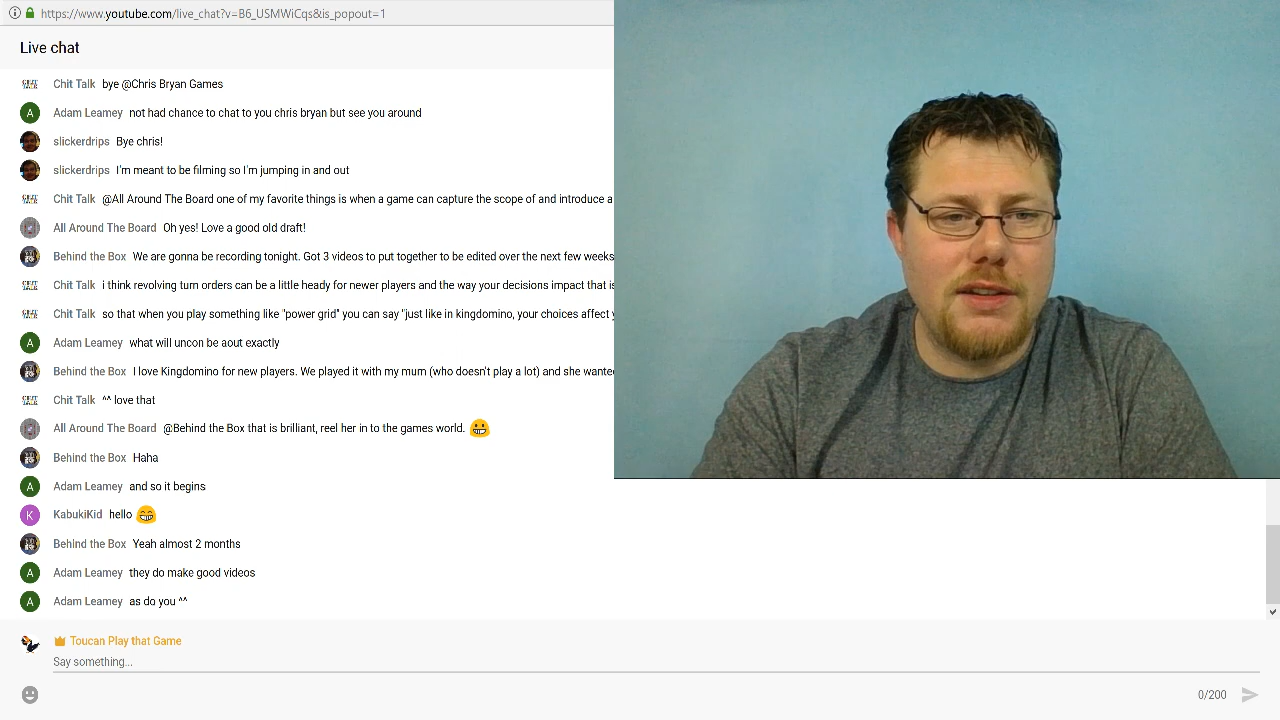 https://www.youtube.com/live_chat?v=B6_USMWiCqs&is_popout=1
Live chat
Chit Talk bye @Chris Bryan Games
A Adam Leamey not had chance to chat to you chris bryan but see you around
slickerdrips Bye chris!
slickerdrips I'm meant to be filming so I'm jumping in and out
Chit Talk @All Around The Board one of my favorite things is when a game can capture the scope of and introduce a
All Around The Board Oh yes! Love a good old draft!
Behind the Box We are gonna be recording tonight. Got 3 videos to put together to be edited over the next few weeks
Chit Talk i think revolving turn orders can be a little heady for newer players and the way your decisions impact that is
Chit Talk so that when you play something like "power grid" you can say "just like in kingdomino, your choices affect y
A Adam Leamey what will uncon be aout exactly
Behind the Box I love Kingdomino for new players. We played it with my mum (who doesn't play a lot) and she wante
Chit Talk ^^ love that
All Around The Board @Behind the Box that is brilliant, reel her in to the games world. 😀
Behind the Box Haha
A Adam Leamey and so it begins
K KabukiKid hello 😁
Behind the Box Yeah almost 2 months
A Adam Leamey they do make good videos
A Adam Leamey as do you ^^
Toucan Play that Game
Say something...
0/200